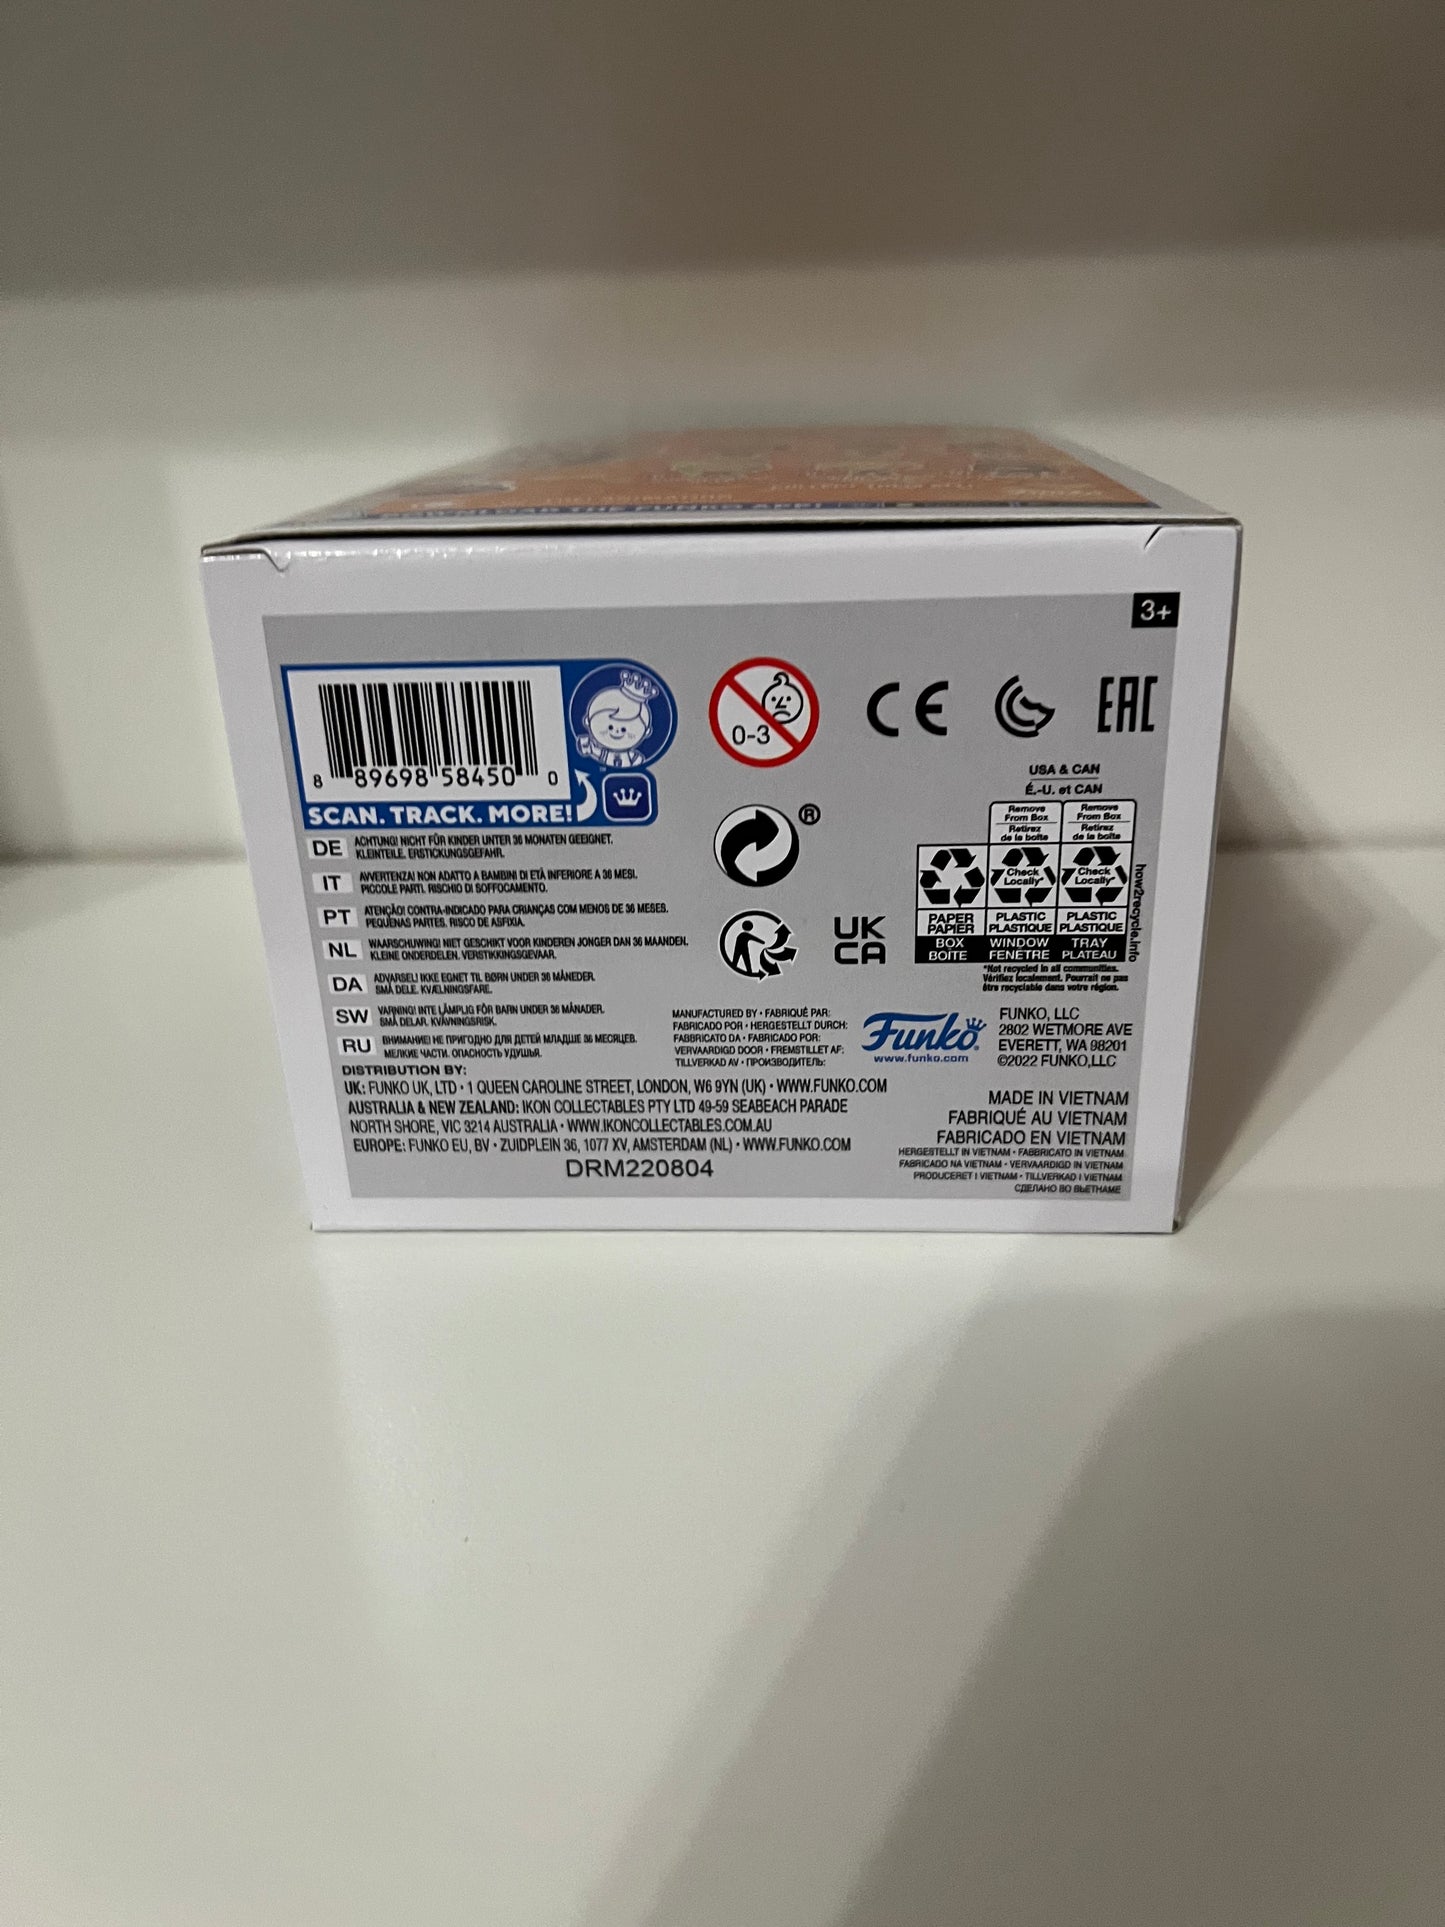 DOWNLOAD THE FUNKO APP!
3+
8 89698 58450 0
SCAN. TRACK. MORE!
0-3
CE
EAC
USA & CAN
É.-U. et CAN
Remove From Box
Retirez de la boîte
Remove From Box
Retirez de la boîte
Check Locally*
Check Locally*
PAPER PAPIER
PLASTIC PLASTIQUE
PLASTIC PLASTIQUE
BOX BOÎTE
WINDOW FENÊTRE
TRAY PLATEAU
how2recycle.info
*Not recycled in all communities.
Vérifiez localement. Pourrait ne pas
être recyclable dans votre région.
®
UK
CA
DE ACHTUNG! NICHT FÜR KINDER UNTER 36 MONATEN GEEIGNET.
KLEINTEILE. ERSTICKUNGSGEFAHR.
IT AVVERTENZA! NON ADATTO A BAMBINI DI ETÀ INFERIORE A 36 MESI.
PICCOLE PARTI. RISCHIO DI SOFFOCAMENTO.
PT ATENÇÃO! CONTRA-INDICADO PARA CRIANÇAS COM MENOS DE 36 MESES.
PEQUENAS PARTES. RISCO DE ASFIXIA.
NL WAARSCHUWING! NIET GESCHIKT VOOR KINDEREN JONGER DAN 36 MAANDEN.
KLEINE ONDERDELEN. VERSTIKKINGSGEVAAR.
DA ADVARSEL! IKKE EGNET TIL BØRN UNDER 36 MÅNEDER.
SMÅ DELE. KVÆLNINGSFARE.
SW VARNING! INTE LÄMPLIG FÖR BARN UNDER 36 MÅNADER.
SMÅ DELAR. KVÄVNINGSRISK.
RU ВНИМАНИЕ! НЕ ПРИГОДНО ДЛЯ ДЕТЕЙ МЛАДШЕ 36 МЕСЯЦЕВ.
МЕЛКИЕ ЧАСТИ. ОПАСНОСТЬ УДУШЬЯ.
MANUFACTURED BY • FABRIQUÉ PAR:
FABRICADO POR • HERGESTELLT DURCH:
FABBRICATO DA • FABRICADO POR:
VERVAARDIGD DOOR • FREMSTILLET AF:
TILLVERKAD AV • ПРОИЗВОДИТЕЛЬ:
Funko
www.funko.com
FUNKO, LLC
2802 WETMORE AVE
EVERETT, WA 98201
©2022 FUNKO,LLC
DISTRIBUTION BY:
UK: FUNKO UK, LTD • 1 QUEEN CAROLINE STREET, LONDON, W6 9YN (UK) • WWW.FUNKO.COM
AUSTRALIA & NEW ZEALAND: IKON COLLECTABLES PTY LTD 49-59 SEABEACH PARADE
NORTH SHORE, VIC 3214 AUSTRALIA • WWW.IKONCOLLECTABLES.COM.AU
EUROPE: FUNKO EU, BV • ZUIDPLEIN 36, 1077 XV, AMSTERDAM (NL) • WWW.FUNKO.COM
DRM220804
MADE IN VIETNAM
FABRIQUÉ AU VIETNAM
FABRICADO EN VIETNAM
HERGESTELLT IN VIETNAM • FABBRICATO IN VIETNAM
FABRICADO NA VIETNAM • VERVAARDIGD IN VIETNAM
PRODUCERET I VIETNAM • TILLVERKAD I VIETNAM
СДЕЛАНО ВО ВЬЕТНАМЕ